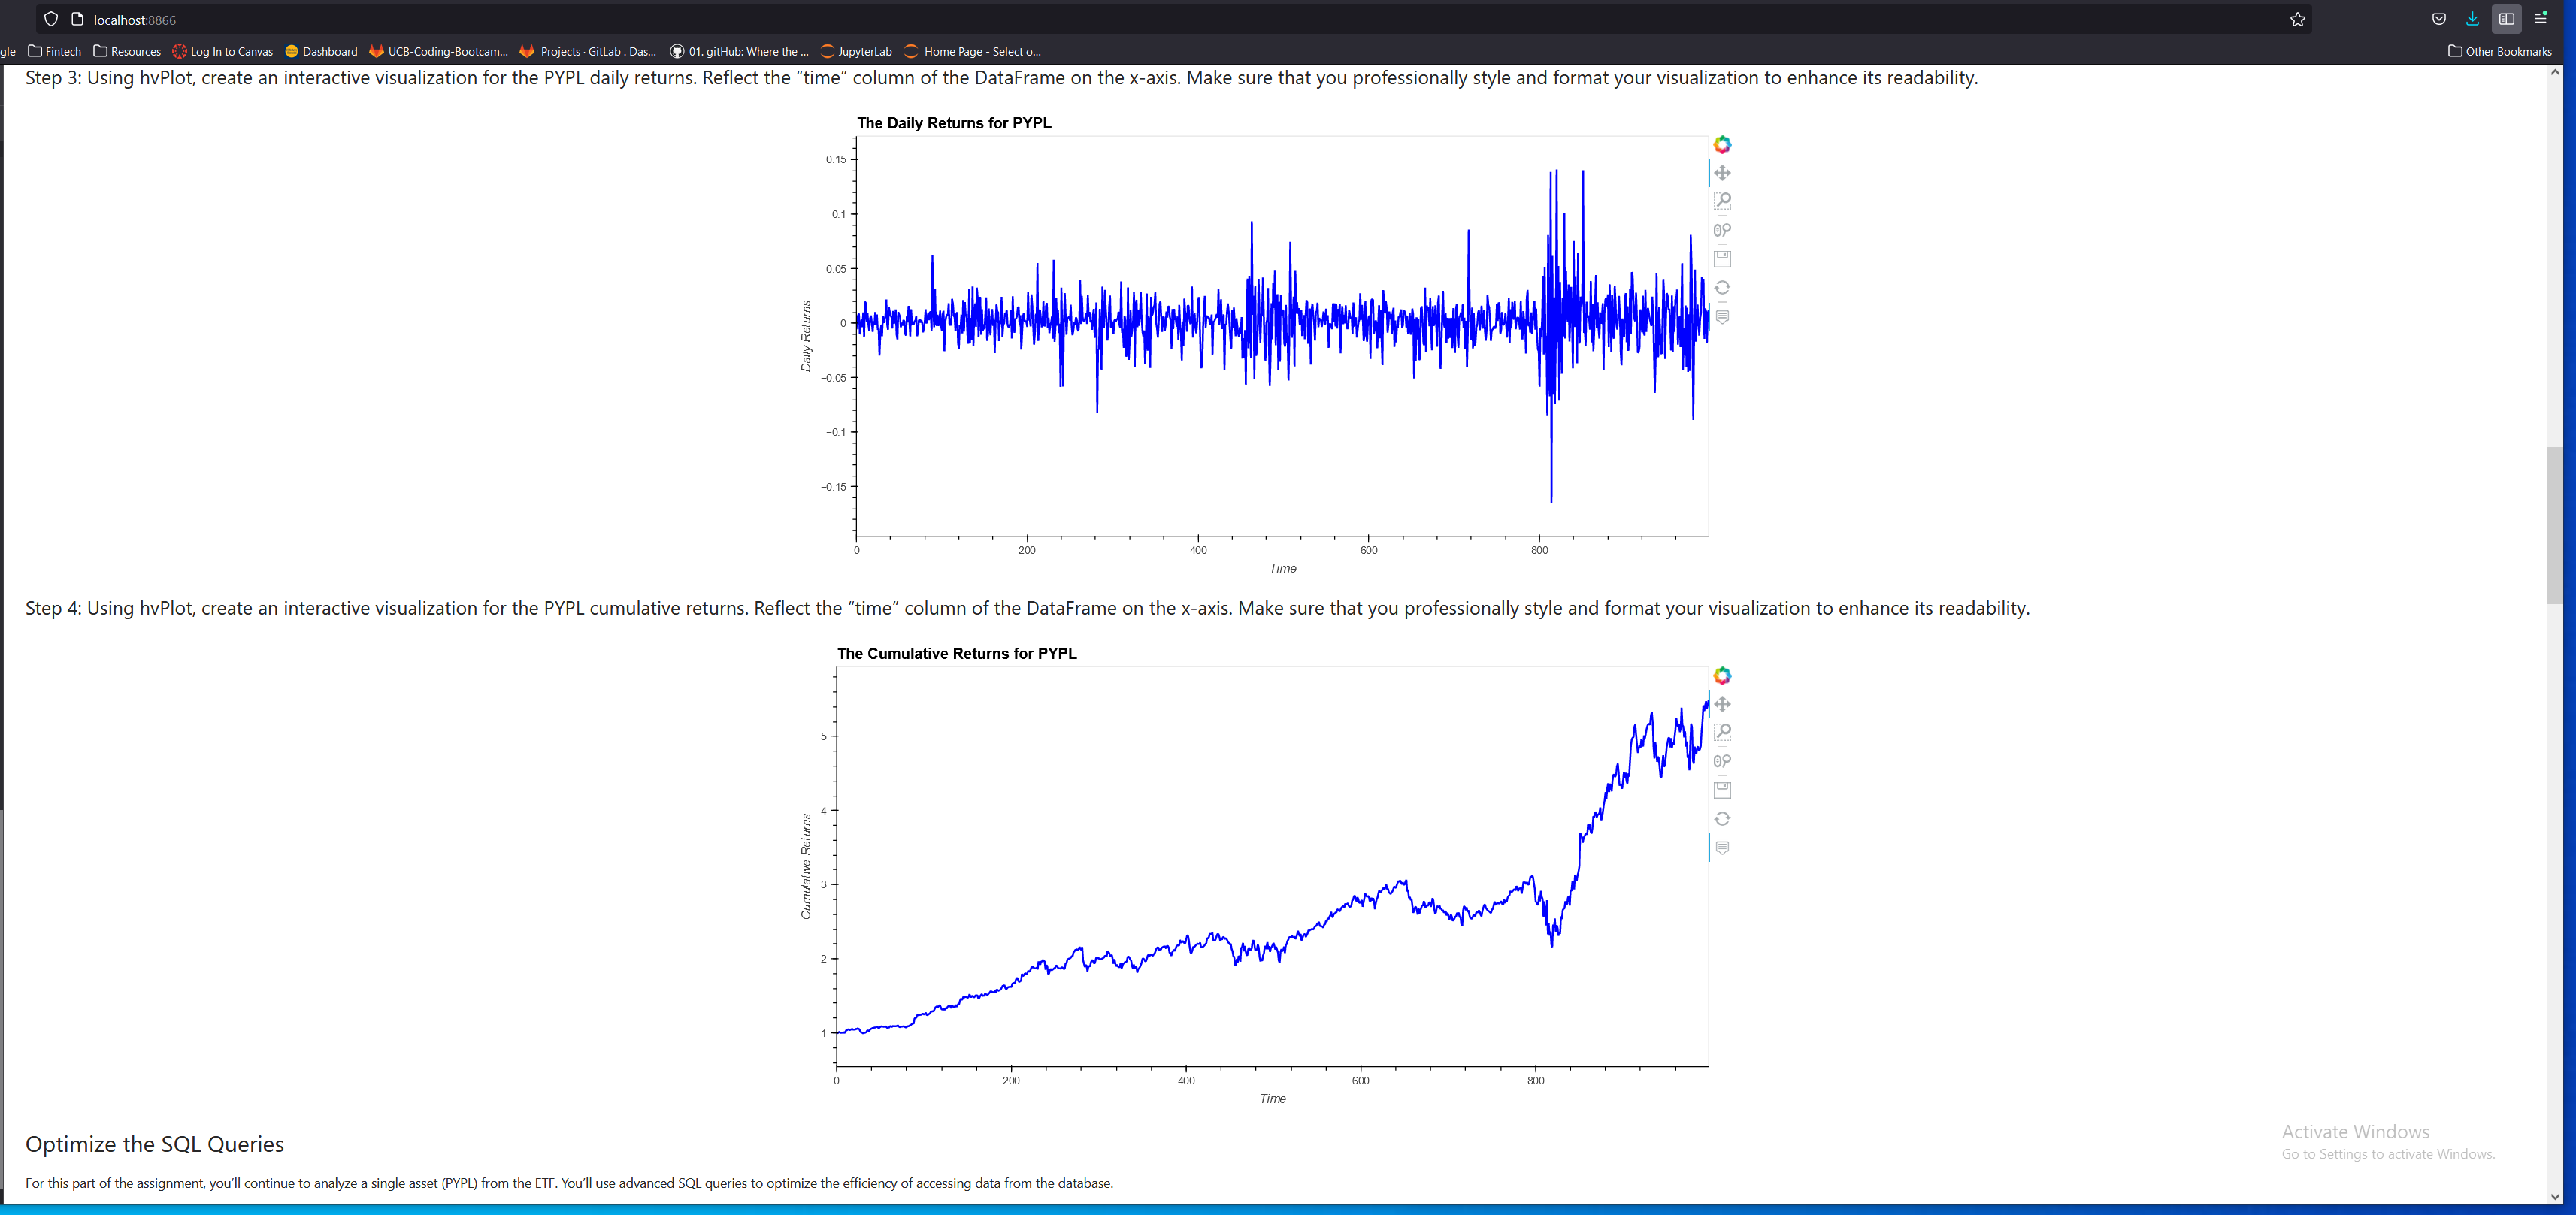 localhost:8866
gle Fintech Resources Log In to Canvas Dashboard UCB-Coding-Bootcam... Projects · GitLab . Das... 01. gitHub: Where the ... JupyterLab Home Page - Select o... Other Bookmarks
Step 3: Using hvPlot, create an interactive visualization for the PYPL daily returns. Reflect the “time” column of the DataFrame on the x-axis. Make sure that you professionally style and format your visualization to enhance its readability.
The Daily Returns for PYPL
0.15
0.1
0.05
0
−0.05
−0.1
−0.15
Daily Returns
0 200 400 600 800
Time
Step 4: Using hvPlot, create an interactive visualization for the PYPL cumulative returns. Reflect the “time” column of the DataFrame on the x-axis. Make sure that you professionally style and format your visualization to enhance its readability.
The Cumulative Returns for PYPL
5
4
3
2
1
Cumulative Returns
0 200 400 600 800
Time
Optimize the SQL Queries
For this part of the assignment, you’ll continue to analyze a single asset (PYPL) from the ETF. You’ll use advanced SQL queries to optimize the efficiency of accessing data from the database.
Activate Windows
Go to Settings to activate Windows.